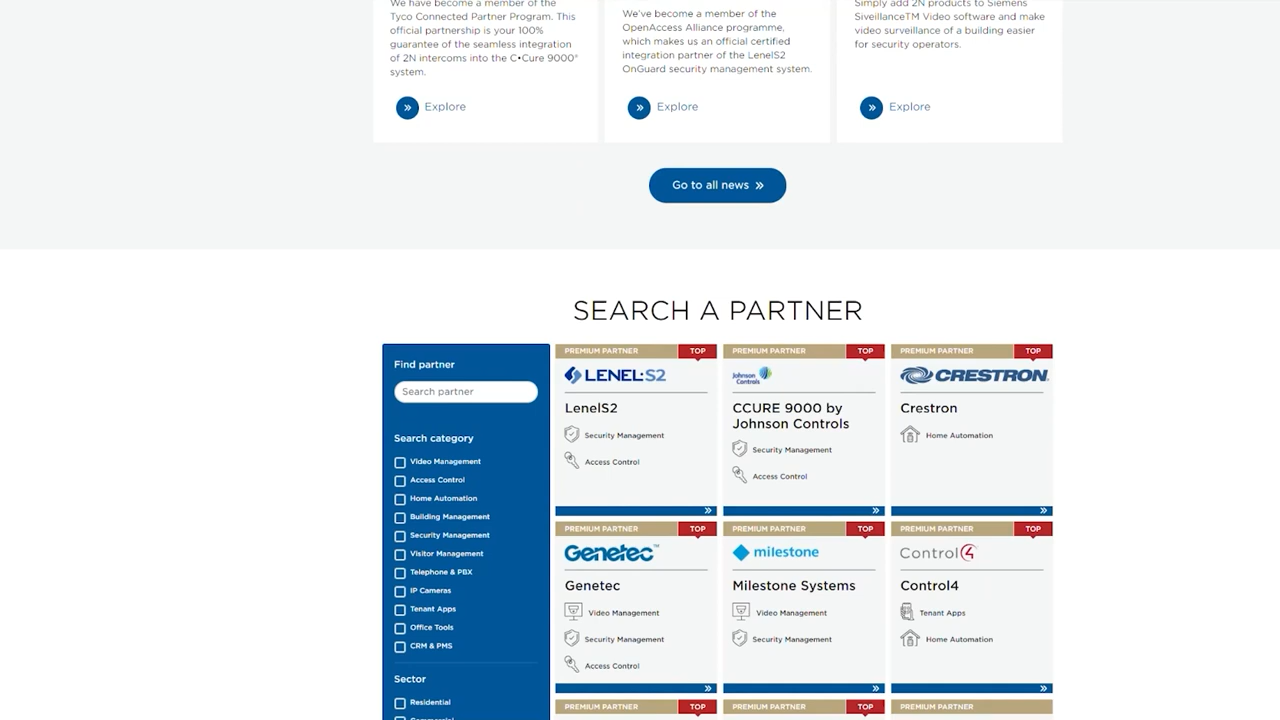 We have become a member of the
Tyco Connected Partner Program. This
official partnership is your 100%
guarantee of the seamless integration
of 2N intercoms into the C•Cure 9000®
system.
Explore
We've become a member of the
OpenAccess Alliance programme,
which makes us an official certified
integration partner of the LenelS2
OnGuard security management system.
Explore
Simply add 2N products to Siemens
SiveillanceTM Video software and make
video surveillance of a building easier
for security operators.
Explore
Go to all news
SEARCH A PARTNER
Find partner
Search partner
Search category
Video Management
Access Control
Home Automation
Building Management
Security Management
Visitor Management
Telephone & PBX
IP Cameras
Tenant Apps
Office Tools
CRM & PMS
Sector
Residential
PREMIUM PARTNER TOP
LENEL·S2
LenelS2
Security Management
Access Control
PREMIUM PARTNER TOP
Johnson
Controls
CCURE 9000 by
Johnson Controls
Security Management
Access Control
PREMIUM PARTNER TOP
CRESTRON
Crestron
Home Automation
PREMIUM PARTNER TOP
Genetec™
Genetec
Video Management
Security Management
Access Control
PREMIUM PARTNER TOP
milestone
Milestone Systems
Video Management
Security Management
PREMIUM PARTNER TOP
Control4
Control4
Tenant Apps
Home Automation
PREMIUM PARTNER TOP
PREMIUM PARTNER TOP
PREMIUM PARTNER